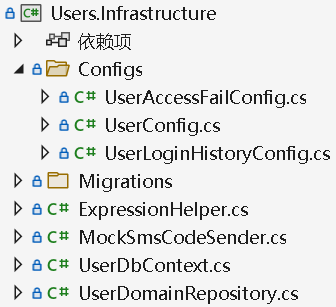 C# Users.Infrastructure
依赖项
Configs
C# UserAccessFailConfig.cs
C# UserConfig.cs
C# UserLoginHistoryConfig.cs
Migrations
C# ExpressionHelper.cs
C# MockSmsCodeSender.cs
C# UserDbContext.cs
C# UserDomainRepository.cs